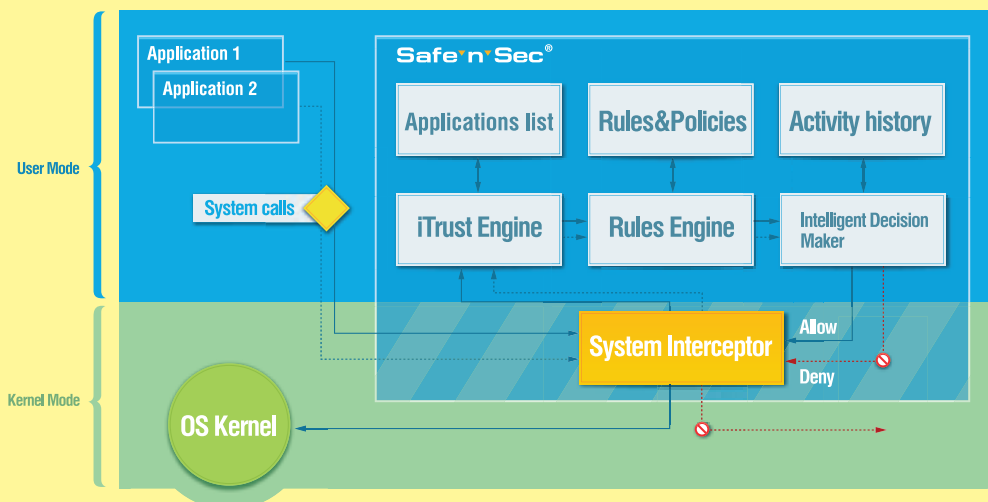 Safe'n'Sec®
Application 1
Application 2
Applications list
Rules&Policies
Activity history
User Mode
System calls
iTrust Engine
Rules Engine
Intelligent Decision
Maker
System Interceptor
Allow
Deny
Kernel Mode
OS Kernel